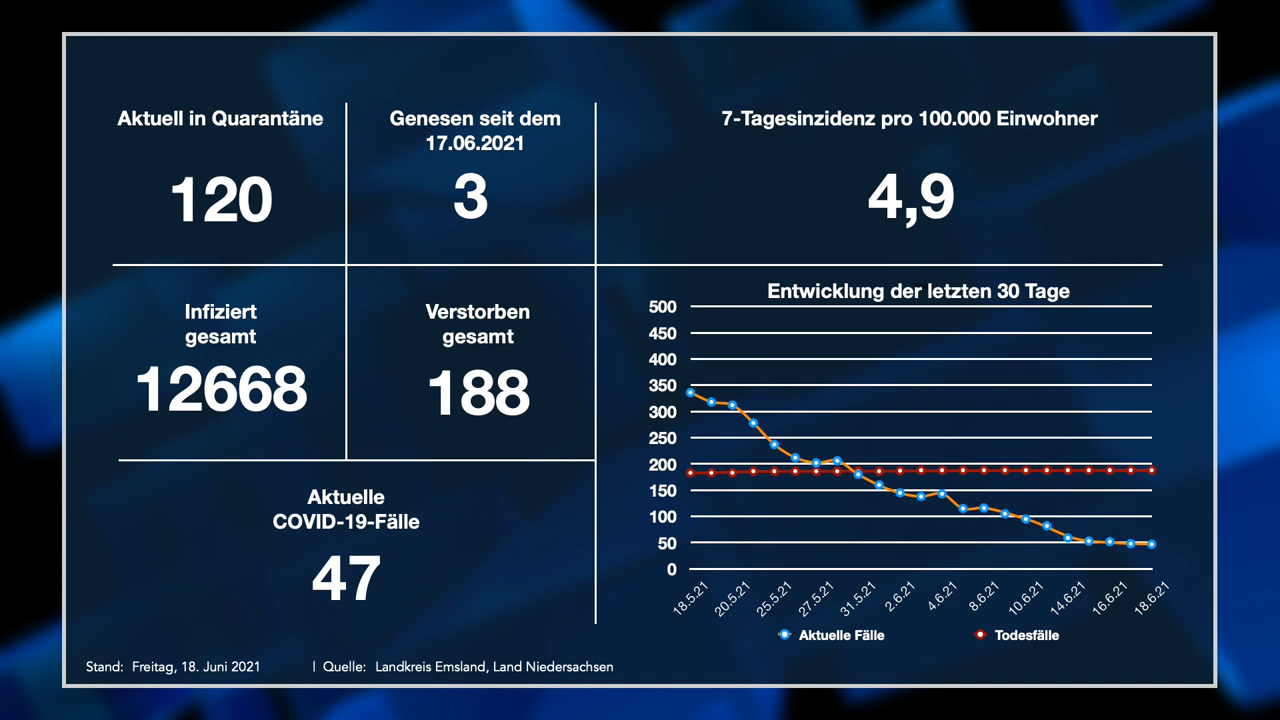 Aktuell in Quarantäne
120
Genesen seit dem
17.06.2021
3
7-Tagesinzidenz pro 100.000 Einwohner
4,9
Infiziert
gesamt
12668
Verstorben
gesamt
188
Aktuelle
COVID-19-Fälle
47
Entwicklung der letzten 30 Tage
500
450
400
350
300
250
200
150
100
50
0
18.5.21
20.5.21
25.5.21
27.5.21
31.5.21
2.6.21
4.6.21
8.6.21
10.6.21
14.6.21
16.6.21
18.6.21
Aktuelle Fälle
Todesfälle
Stand: Freitag, 18. Juni 2021 | Quelle: Landkreis Emsland, Land Niedersachsen